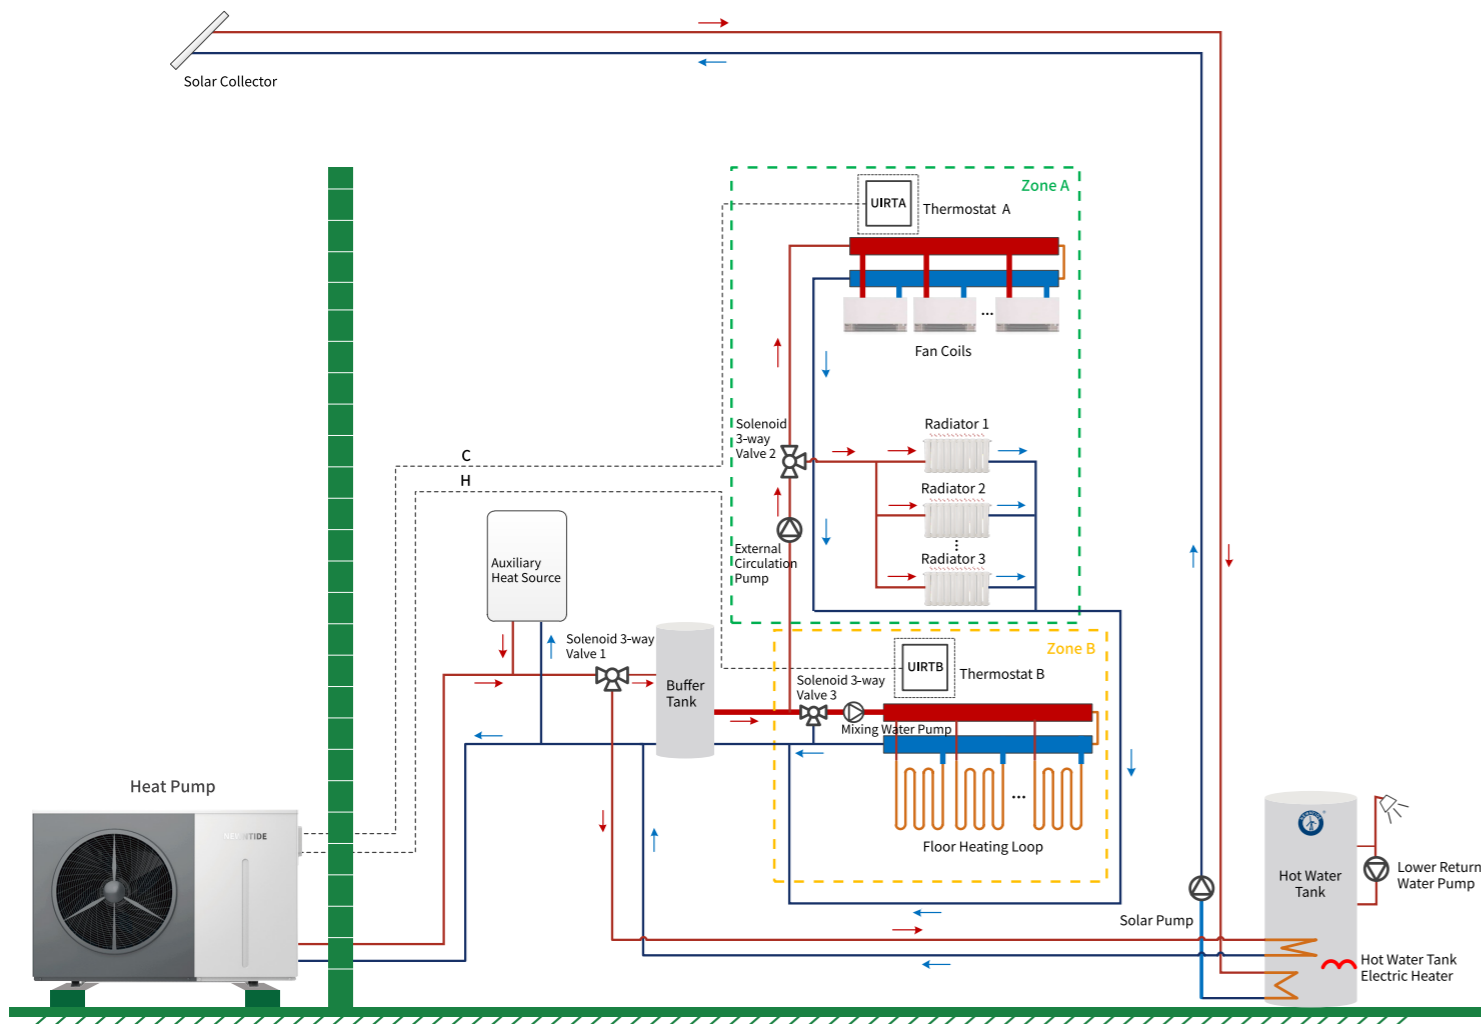 Solar Collector
Zone A
UIRTA
Thermostat A
Fan Coils
Solenoid
3-way
Valve 2
Radiator 1
Radiator 2
Radiator 3
External
Circulation
Pump
C
H
Auxiliary
Heat Source
Solenoid 3-way
Valve 1
Buffer
Tank
Zone B
UIRTB
Thermostat B
Solenoid 3-way
Valve 3
Mixing Water Pump
Floor Heating Loop
Heat Pump
Hot Water
Tank
Lower Return
Water Pump
Solar Pump
Hot Water Tank
Electric Heater